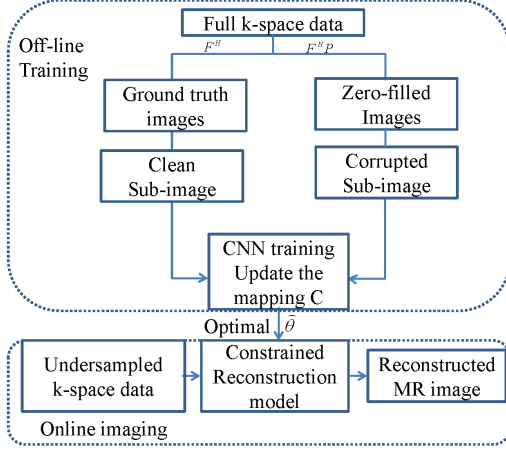 Full k-space data
Off-line
Training
F^H
F^H P
Ground truth
images
Zero-filled
Images
Clean
Sub-image
Corrupted
Sub-image
CNN training
Update the
mapping C
Optimal θ̂
Undersampled
k-space data
Constrained
Reconstruction
model
Reconstructed
MR image
Online imaging